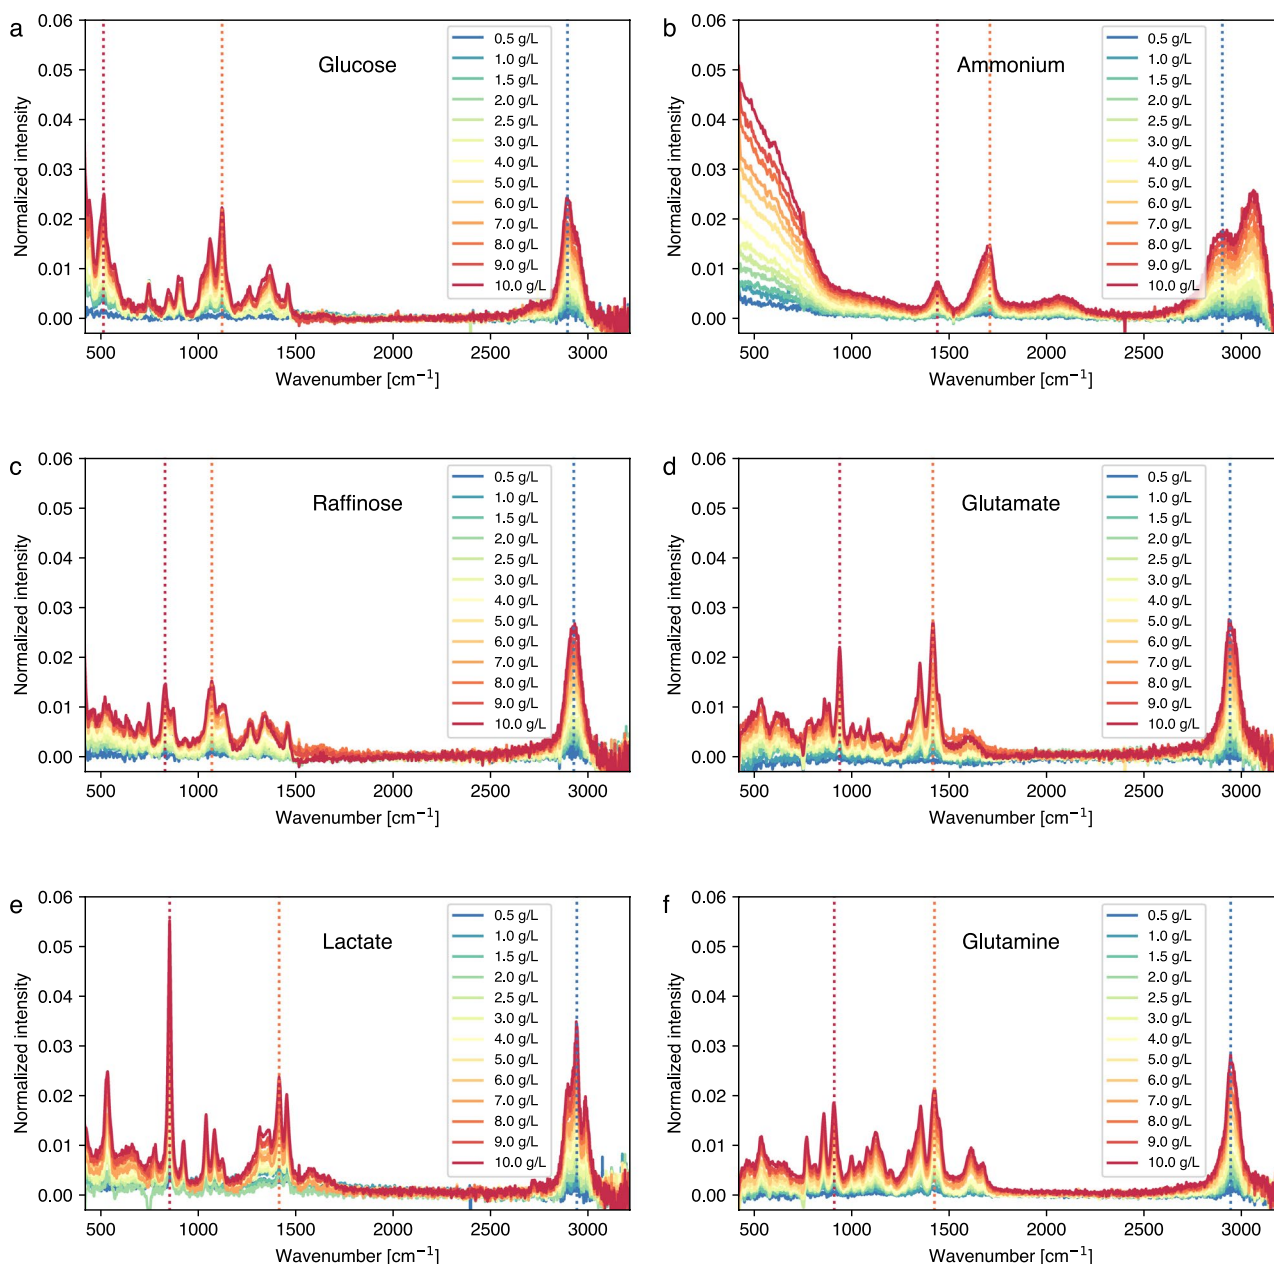 a
Glucose
0.06
0.05
0.04
0.03
0.02
0.01
0.00
Normalized intensity
500 1000 1500 2000 2500 3000
Wavenumber [cm⁻¹]
0.5 g/L
1.0 g/L
1.5 g/L
2.0 g/L
2.5 g/L
3.0 g/L
4.0 g/L
5.0 g/L
6.0 g/L
7.0 g/L
8.0 g/L
9.0 g/L
10.0 g/L
b
Ammonium
0.06
0.05
0.04
0.03
0.02
0.01
0.00
Normalized intensity
500 1000 1500 2000 2500 3000
Wavenumber [cm⁻¹]
0.5 g/L
1.0 g/L
1.5 g/L
2.0 g/L
2.5 g/L
3.0 g/L
4.0 g/L
5.0 g/L
6.0 g/L
7.0 g/L
8.0 g/L
9.0 g/L
10.0 g/L
c
Raffinose
0.06
0.05
0.04
0.03
0.02
0.01
0.00
Normalized intensity
500 1000 1500 2000 2500 3000
Wavenumber [cm⁻¹]
0.5 g/L
1.0 g/L
1.5 g/L
2.0 g/L
2.5 g/L
3.0 g/L
4.0 g/L
5.0 g/L
6.0 g/L
7.0 g/L
8.0 g/L
9.0 g/L
10.0 g/L
d
Glutamate
0.06
0.05
0.04
0.03
0.02
0.01
0.00
Normalized intensity
500 1000 1500 2000 2500 3000
Wavenumber [cm⁻¹]
0.5 g/L
1.0 g/L
1.5 g/L
2.0 g/L
2.5 g/L
3.0 g/L
4.0 g/L
5.0 g/L
6.0 g/L
7.0 g/L
8.0 g/L
9.0 g/L
10.0 g/L
e
Lactate
0.06
0.05
0.04
0.03
0.02
0.01
0.00
Normalized intensity
500 1000 1500 2000 2500 3000
Wavenumber [cm⁻¹]
0.5 g/L
1.0 g/L
1.5 g/L
2.0 g/L
2.5 g/L
3.0 g/L
4.0 g/L
5.0 g/L
6.0 g/L
7.0 g/L
8.0 g/L
9.0 g/L
10.0 g/L
f
Glutamine
0.06
0.05
0.04
0.03
0.02
0.01
0.00
Normalized intensity
500 1000 1500 2000 2500 3000
Wavenumber [cm⁻¹]
0.5 g/L
1.0 g/L
1.5 g/L
2.0 g/L
2.5 g/L
3.0 g/L
4.0 g/L
5.0 g/L
6.0 g/L
7.0 g/L
8.0 g/L
9.0 g/L
10.0 g/L